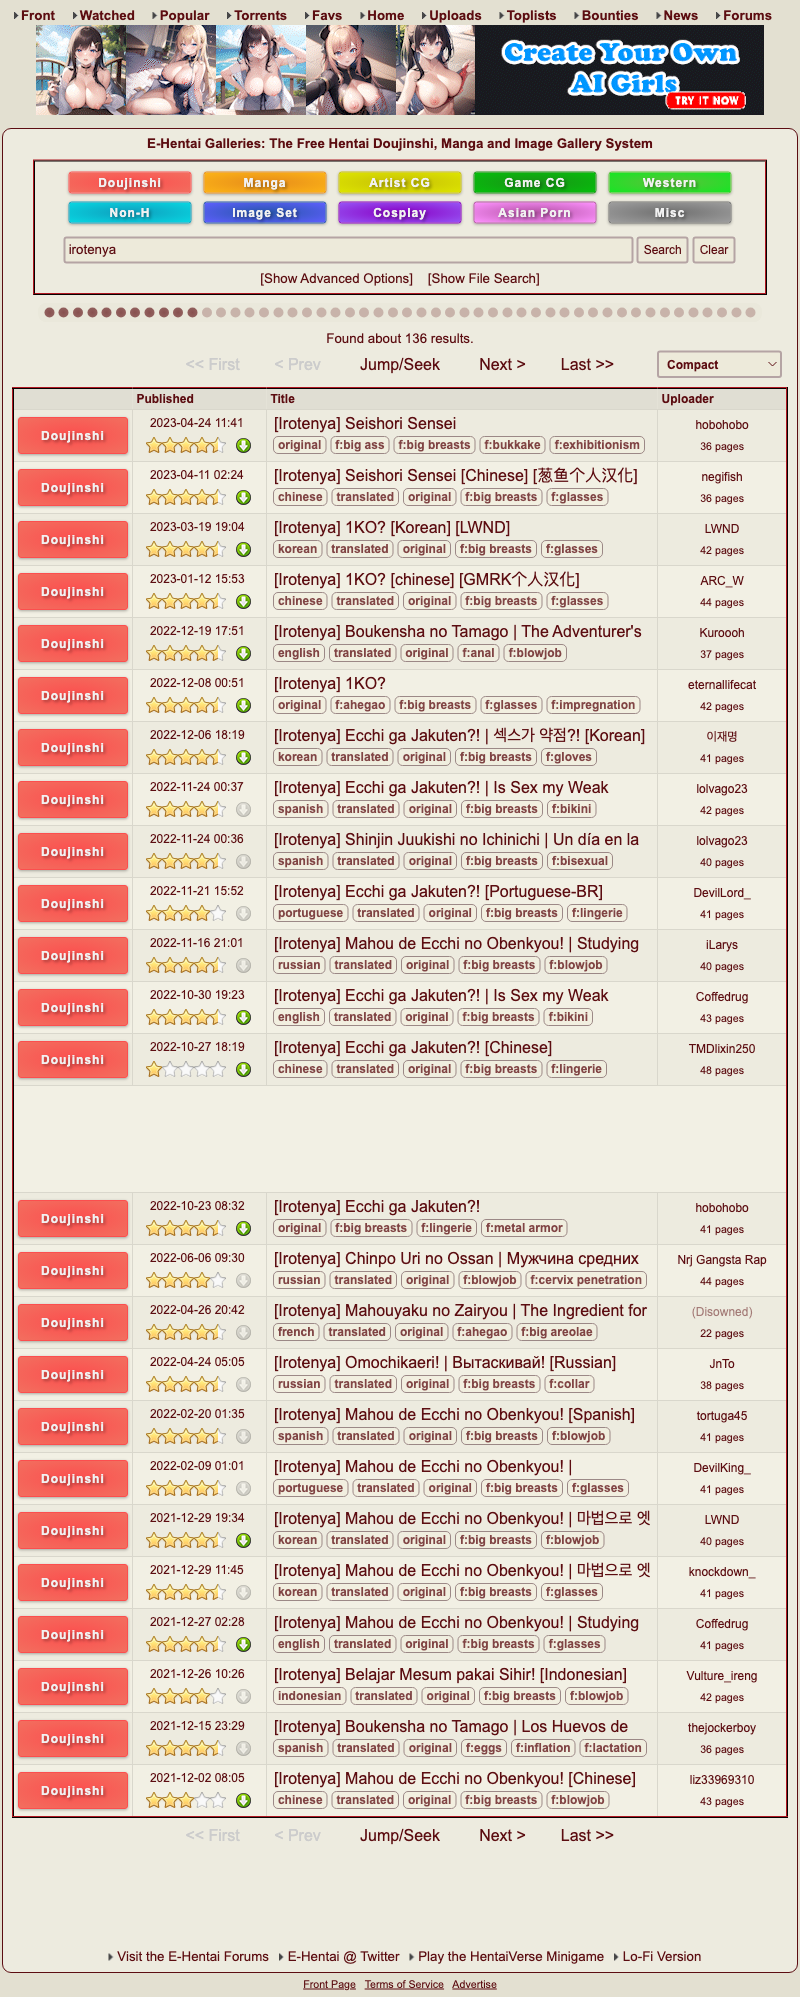 Front Watched Popular Torrents Favs Home Uploads Toplists Bounties News Forums
Create Your Own
AI Girls
TRY IT NOW
E-Hentai Galleries: The Free Hentai Doujinshi, Manga and Image Gallery System
Doujinshi Manga Artist CG Game CG Western
Non-H Image Set Cosplay Asian Porn Misc
irotenya Search Clear
[Show Advanced Options] [Show File Search]
Found about 136 results.
<< First < Prev Jump/Seek Next > Last >> Compact
Published Title Uploader
Doujinshi 2023-04-24 11:41 [Irotenya] Seishori Sensei hobohobo
original f:big ass f:big breasts f:bukkake f:exhibitionism 36 pages
Doujinshi 2023-04-11 02:24 [Irotenya] Seishori Sensei [Chinese] [葱鱼个人汉化] negifish
chinese translated original f:big breasts f:glasses 36 pages
Doujinshi 2023-03-19 19:04 [Irotenya] 1KO? [Korean] [LWND] LWND
korean translated original f:big breasts f:glasses 42 pages
Doujinshi 2023-01-12 15:53 [Irotenya] 1KO? [chinese] [GMRK个人汉化] ARC_W
chinese translated original f:big breasts f:glasses 44 pages
Doujinshi 2022-12-19 17:51 [Irotenya] Boukensha no Tamago | The Adventurer's Kuroooh
english translated original f:anal f:blowjob 37 pages
Doujinshi 2022-12-08 00:51 [Irotenya] 1KO? eternallifecat
original f:ahegao f:big breasts f:glasses f:impregnation 42 pages
Doujinshi 2022-12-06 18:19 [Irotenya] Ecchi ga Jakuten?! | 섹스가 약점?! [Korean] 이재명
korean translated original f:big breasts f:gloves 41 pages
Doujinshi 2022-11-24 00:37 [Irotenya] Ecchi ga Jakuten?! | Is Sex my Weak lolvago23
spanish translated original f:big breasts f:bikini 42 pages
Doujinshi 2022-11-24 00:36 [Irotenya] Shinjin Juukishi no Ichinichi | Un día en la lolvago23
spanish translated original f:big breasts f:bisexual 40 pages
Doujinshi 2022-11-21 15:52 [Irotenya] Ecchi ga Jakuten?! [Portuguese-BR] DevilLord_
portuguese translated original f:big breasts f:lingerie 41 pages
Doujinshi 2022-11-16 21:01 [Irotenya] Mahou de Ecchi no Obenkyou! | Studying iLarys
russian translated original f:big breasts f:blowjob 40 pages
Doujinshi 2022-10-30 19:23 [Irotenya] Ecchi ga Jakuten?! | Is Sex my Weak Coffedrug
english translated original f:big breasts f:bikini 43 pages
Doujinshi 2022-10-27 18:19 [Irotenya] Ecchi ga Jakuten?! [Chinese] TMDlixin250
chinese translated original f:big breasts f:lingerie 48 pages
Doujinshi 2022-10-23 08:32 [Irotenya] Ecchi ga Jakuten?! hobohobo
original f:big breasts f:lingerie f:metal armor 41 pages
Doujinshi 2022-06-06 09:30 [Irotenya] Chinpo Uri no Ossan | Мужчина средних Nrj Gangsta Rap
russian translated original f:blowjob f:cervix penetration 44 pages
Doujinshi 2022-04-26 20:42 [Irotenya] Mahouyaku no Zairyou | The Ingredient for (Disowned)
french translated original f:ahegao f:big areolae 22 pages
Doujinshi 2022-04-24 05:05 [Irotenya] Omochikaeri! | Вытаскивай! [Russian] JnTo
russian translated original f:big breasts f:collar 38 pages
Doujinshi 2022-02-20 01:35 [Irotenya] Mahou de Ecchi no Obenkyou! [Spanish] tortuga45
spanish translated original f:big breasts f:blowjob 41 pages
Doujinshi 2022-02-09 01:01 [Irotenya] Mahou de Ecchi no Obenkyou! | DevilKing_
portuguese translated original f:big breasts f:glasses 41 pages
Doujinshi 2021-12-29 19:34 [Irotenya] Mahou de Ecchi no Obenkyou! | 마법으로 엣 LWND
korean translated original f:big breasts f:blowjob 40 pages
Doujinshi 2021-12-29 11:45 [Irotenya] Mahou de Ecchi no Obenkyou! | 마법으로 엣 knockdown_
korean translated original f:big breasts f:glasses 41 pages
Doujinshi 2021-12-27 02:28 [Irotenya] Mahou de Ecchi no Obenkyou! | Studying Coffedrug
english translated original f:big breasts f:glasses 41 pages
Doujinshi 2021-12-26 10:26 [Irotenya] Belajar Mesum pakai Sihir! [Indonesian] Vulture_ireng
indonesian translated original f:big breasts f:blowjob 42 pages
Doujinshi 2021-12-15 23:29 [Irotenya] Boukensha no Tamago | Los Huevos de thejockerboy
spanish translated original f:eggs f:inflation f:lactation 36 pages
Doujinshi 2021-12-02 08:05 [Irotenya] Mahou de Ecchi no Obenkyou! [Chinese] liz33969310
chinese translated original f:big breasts f:blowjob 43 pages
<< First < Prev Jump/Seek Next > Last >>
Visit the E-Hentai Forums E-Hentai @ Twitter Play the HentaiVerse Minigame Lo-Fi Version
Front Page Terms of Service Advertise